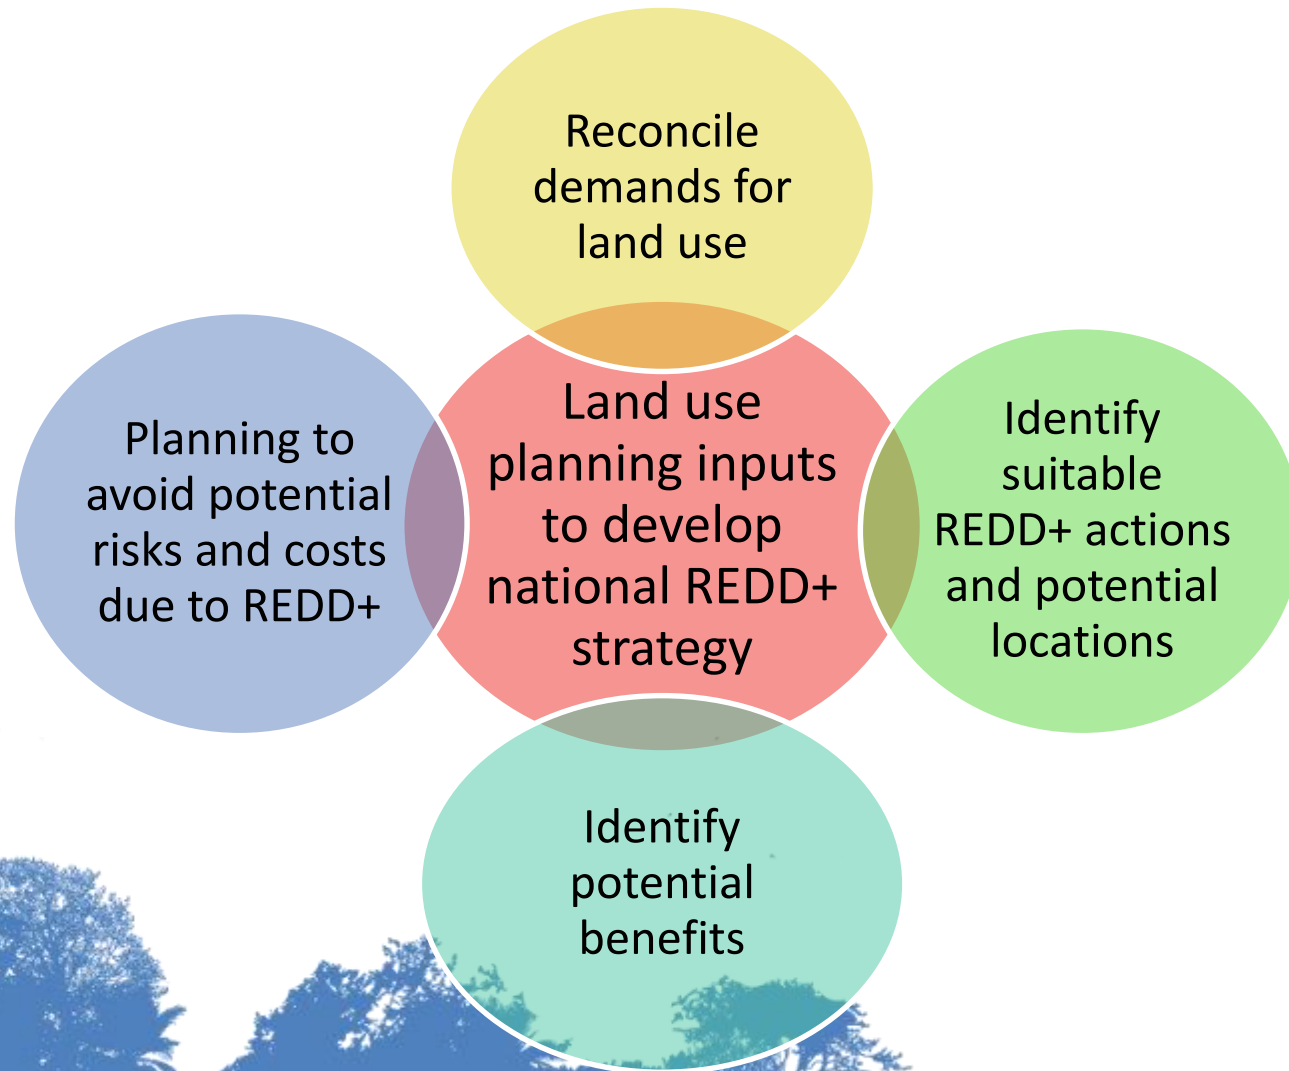 Reconcile
demands for
land use
Planning to
avoid potential
risks and costs
due to REDD+
Land use
planning inputs
to develop
national REDD+
strategy
Identify
suitable
REDD+ actions
and potential
locations
Identify
potential
benefits